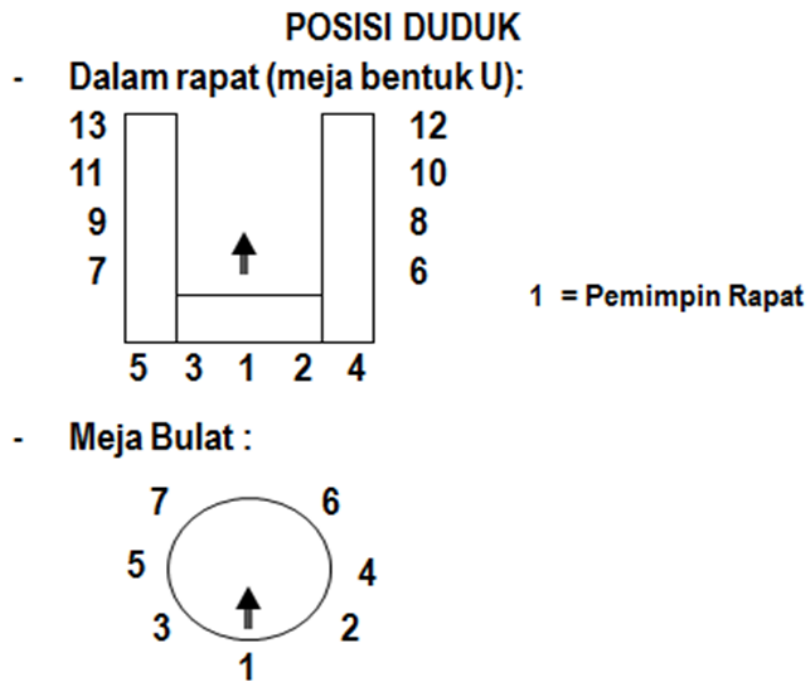 POSISI DUDUK
- Dalam rapat (meja bentuk U):
13 12
11 10
9 8
7 6
1 = Pemimpin Rapat
5 3 1 2 4
- Meja Bulat :
7 6
5 4
3 2
1